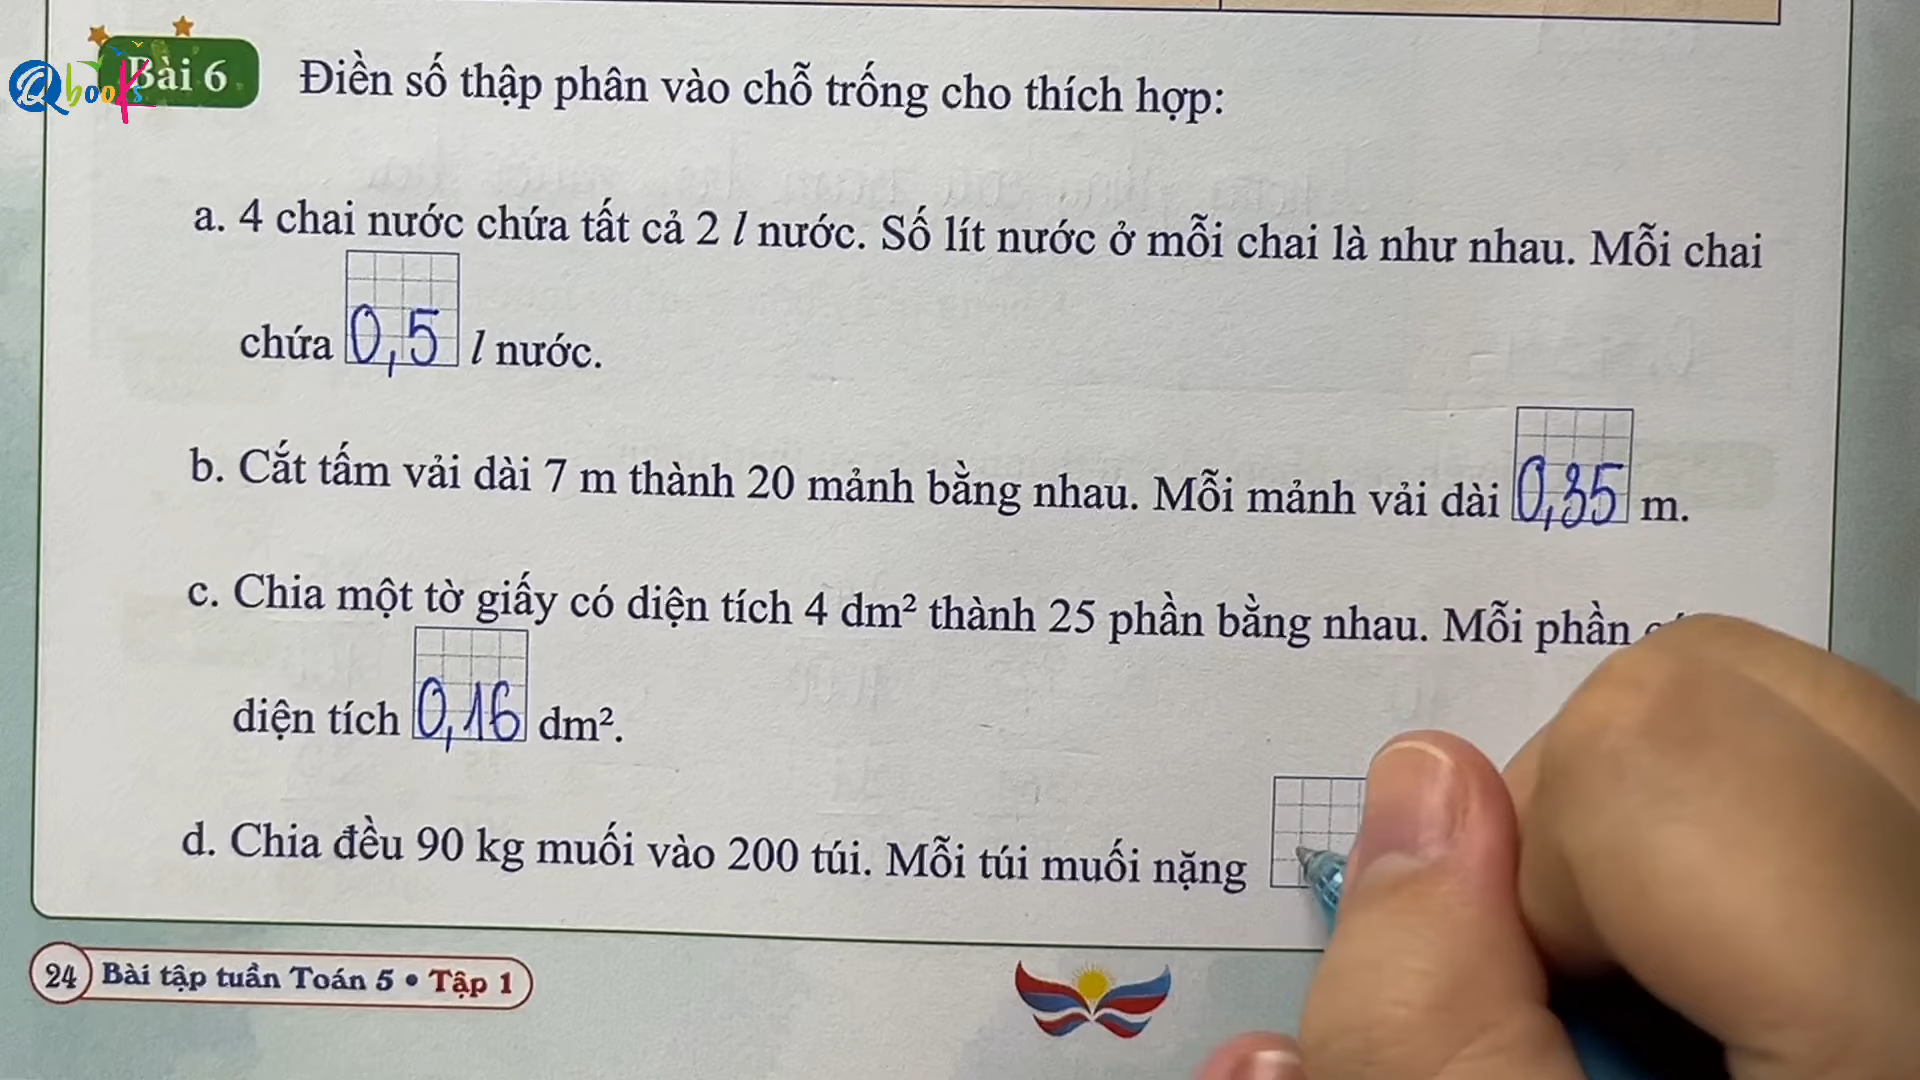 Qbooks
Bài 6 Điền số thập phân vào chỗ trống cho thích hợp:
a. 4 chai nước chứa tất cả 2 l nước. Số lít nước ở mỗi chai là như nhau. Mỗi chai
chứa 0,5 l nước.
b. Cắt tấm vải dài 7 m thành 20 mảnh bằng nhau. Mỗi mảnh vải dài 0,35 m.
c. Chia một tờ giấy có diện tích 4 dm² thành 25 phần bằng nhau. Mỗi phần
diện tích 0,16 dm².
d. Chia đều 90 kg muối vào 200 túi. Mỗi túi muối nặng
24 Bài tập tuần Toán 5 • Tập 1